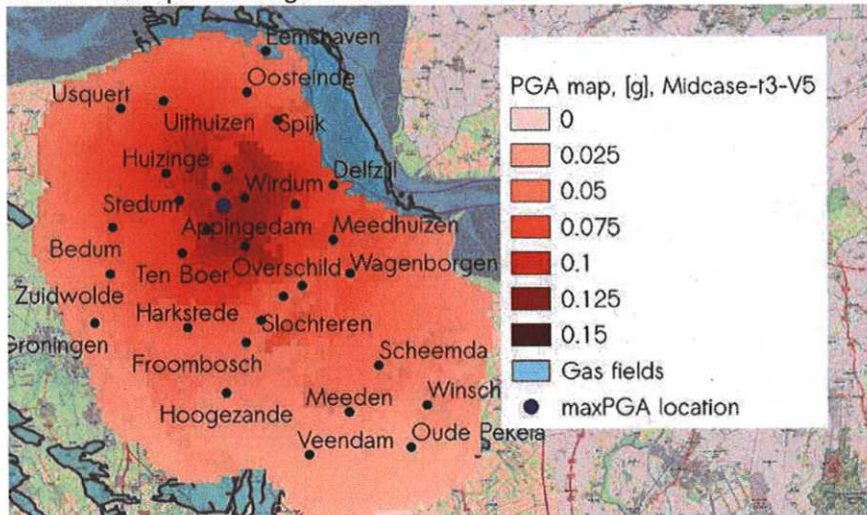 Eemshaven
Oosteinde
Usquert
Uithuizen
Spijk
Huizinge
Delfzijl
Wirdum
Stedum
Appingedam
Meedhuizen
Bedum
Ten Boer
Overschild
Wagenborgen
Zuidwolde
Harkstede
Slochteren
Groningen
Froombosch
Scheemda
Meeden
Winsch
Hoogezande
Veendam
Oude Pekela
PGA map, [g], Midcase-t3-V5
0
0.025
0.05
0.075
0.1
0.125
0.15
Gas fields
maxPGA location